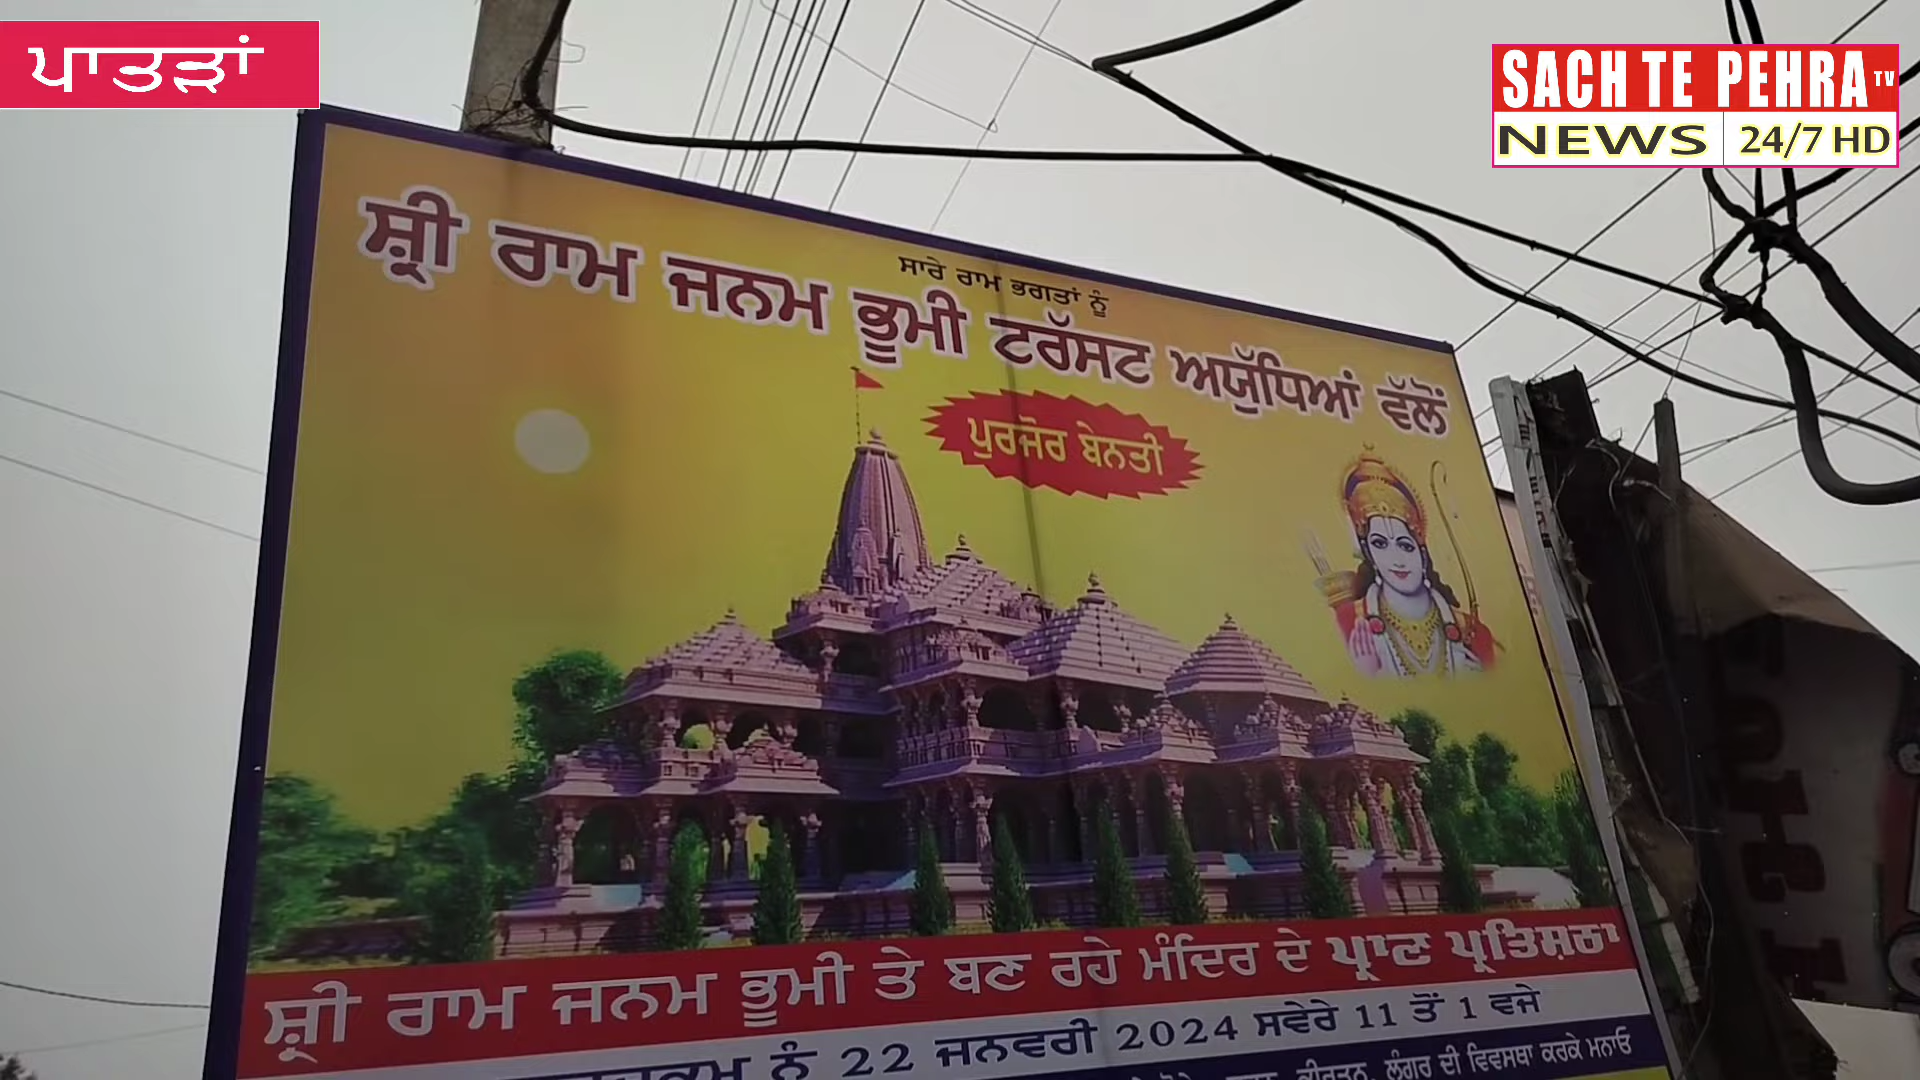 ਪਾਤੜਾਂ
SACH TE PEHRA TV
NEWS 24/7 HD
ਸਾਰੇ ਰਾਮ ਭਗਤਾਂ ਨੂੰ
ਸ਼੍ਰੀ ਰਾਮ ਜਨਮ ਭੂਮੀ ਟਰੱਸਟ ਅਯੁੱਧਿਆਂ ਵੱਲੋਂ
ਪੁਰਜੋਰ ਬੇਨਤੀ
ਸ਼੍ਰੀ ਰਾਮ ਜਨਮ ਭੂਮੀ ਤੇ ਬਣ ਰਹੇ ਮੰਦਿਰ ਦੇ ਪ੍ਰਾਣ ਪ੍ਰਤਿਸ਼ਠਾ
ਨੂੰ 22 ਜਨਵਰੀ 2024 ਸਵੇਰੇ 11 ਤੋਂ 1 ਵਜੇ
ਕੀਰਤਨ, ਲੰਗਰ ਦੀ ਵਿਵਸਥਾ ਕਰਕੇ ਮਨਾਓ